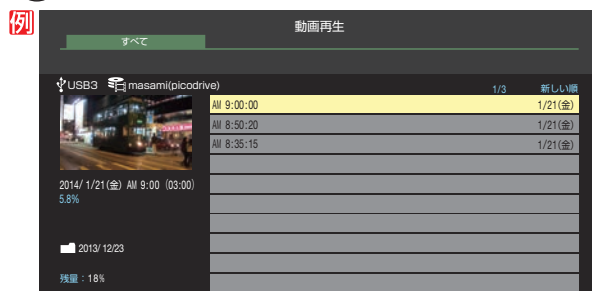 例
動画再生
すべて
USB3 masami(picodrive)
1/3 新しい順
AM 9:00:00 1/21(金)
AM 8:50:20 1/21(金)
AM 8:35:15 1/21(金)
2014/ 1/21(金) AM 9:00 (03:00)
5.8%
2013/ 12/23
残量：18%